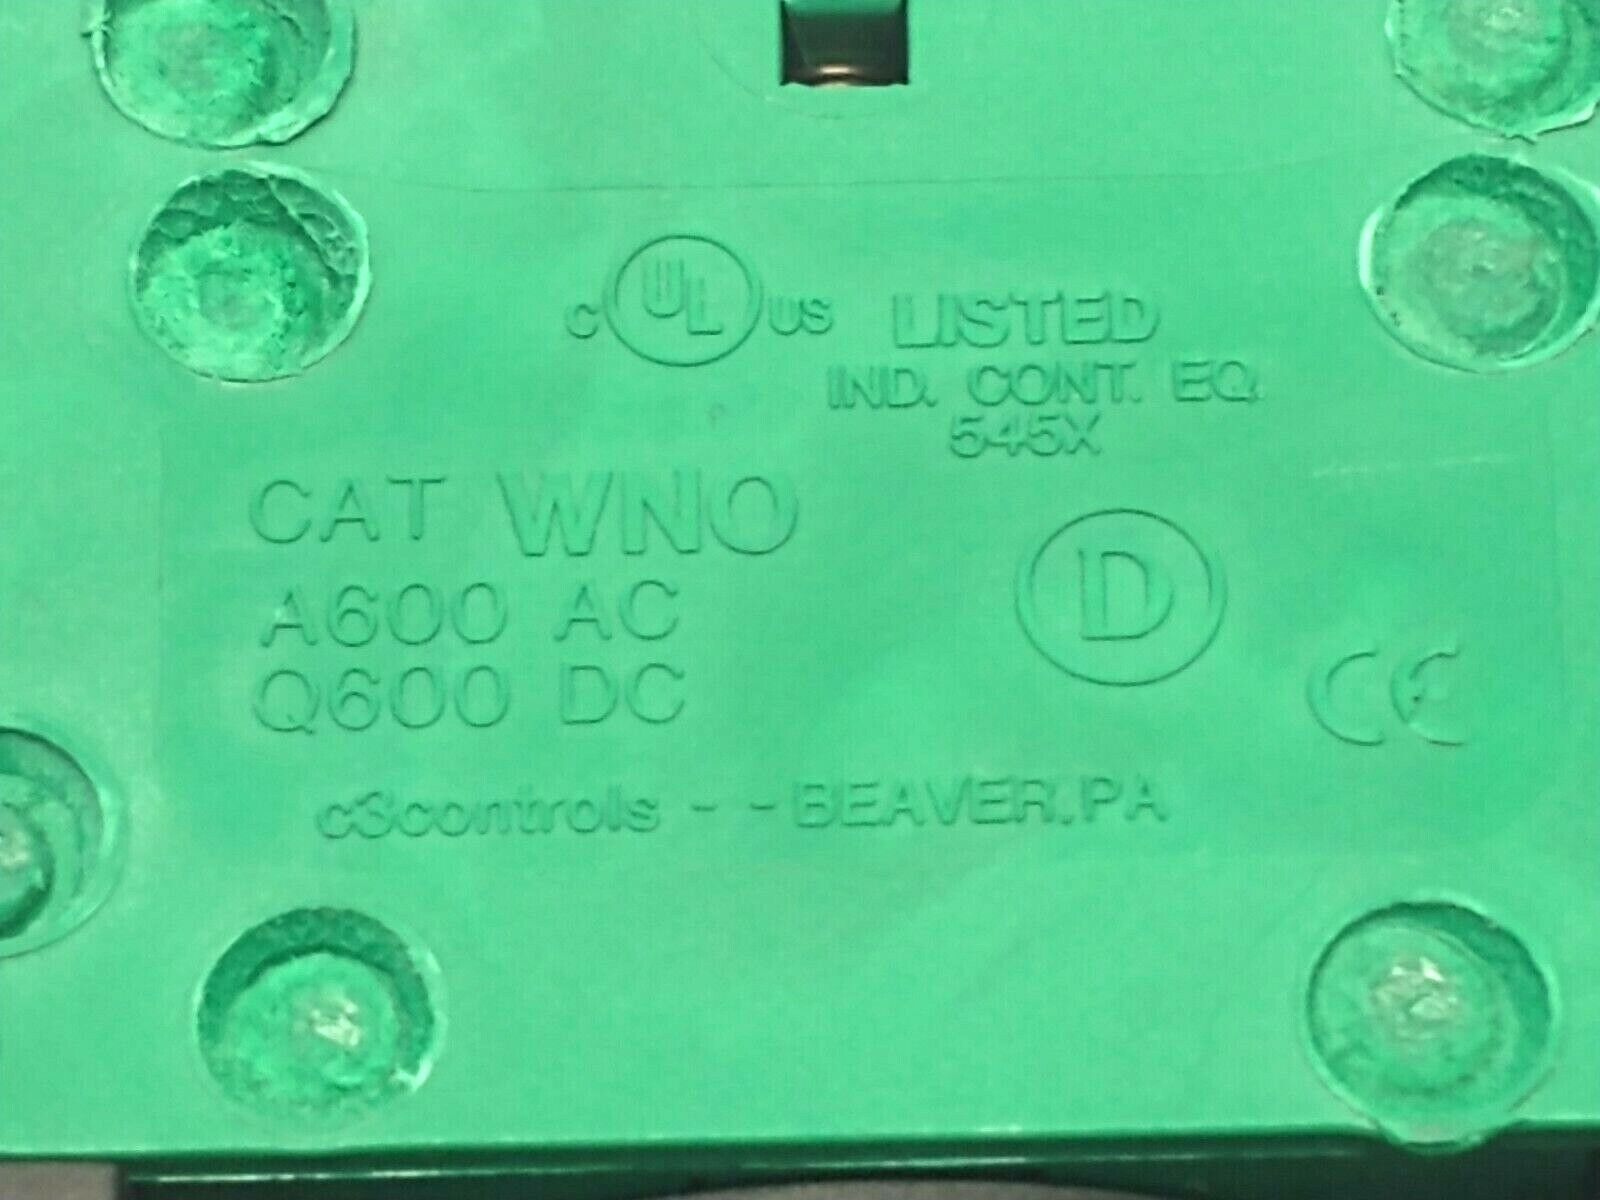 C UL US LISTED
IND. CONT. EQ.
545X
CAT WNO
A600 AC
Q600 DC
D
CE
c3controls - - BEAVER, PA